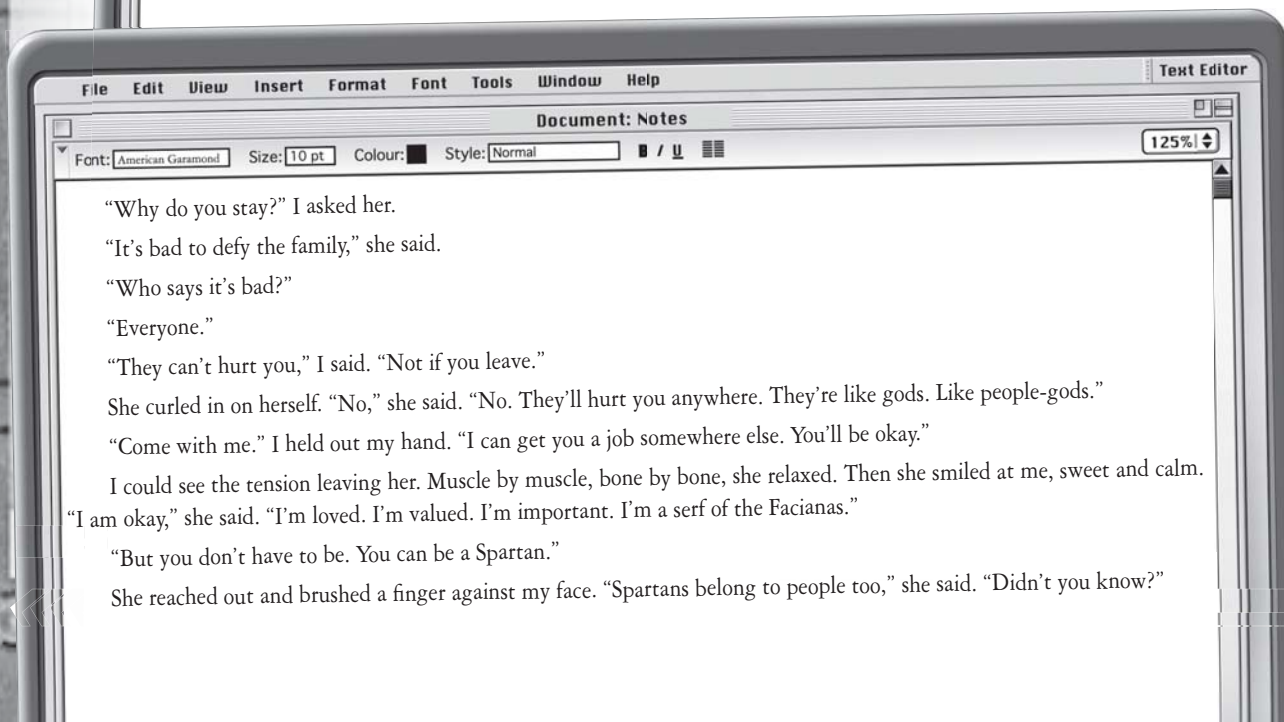 File Edit View Insert Format Font Tools Window Help
Text Editor
Document: Notes
Font: American Garamond Size: 10 pt Colour: Style: Normal B I U 125%
“Why do you stay?” I asked her.
“It’s bad to defy the family,” she said.
“Who says it’s bad?”
“Everyone.”
“They can’t hurt you,” I said. “Not if you leave.”
She curled in on herself. “No,” she said. “No. They’ll hurt you anywhere. They’re like gods. Like people-gods.”
“Come with me.” I held out my hand. “I can get you a job somewhere else. You’ll be okay.”
I could see the tension leaving her. Muscle by muscle, bone by bone, she relaxed. Then she smiled at me, sweet and calm.
“I am okay,” she said. “I’m loved. I’m valued. I’m important. I’m a serf of the Facianas.”
“But you don’t have to be. You can be a Spartan.”
She reached out and brushed a finger against my face. “Spartans belong to people too,” she said. “Didn’t you know?”